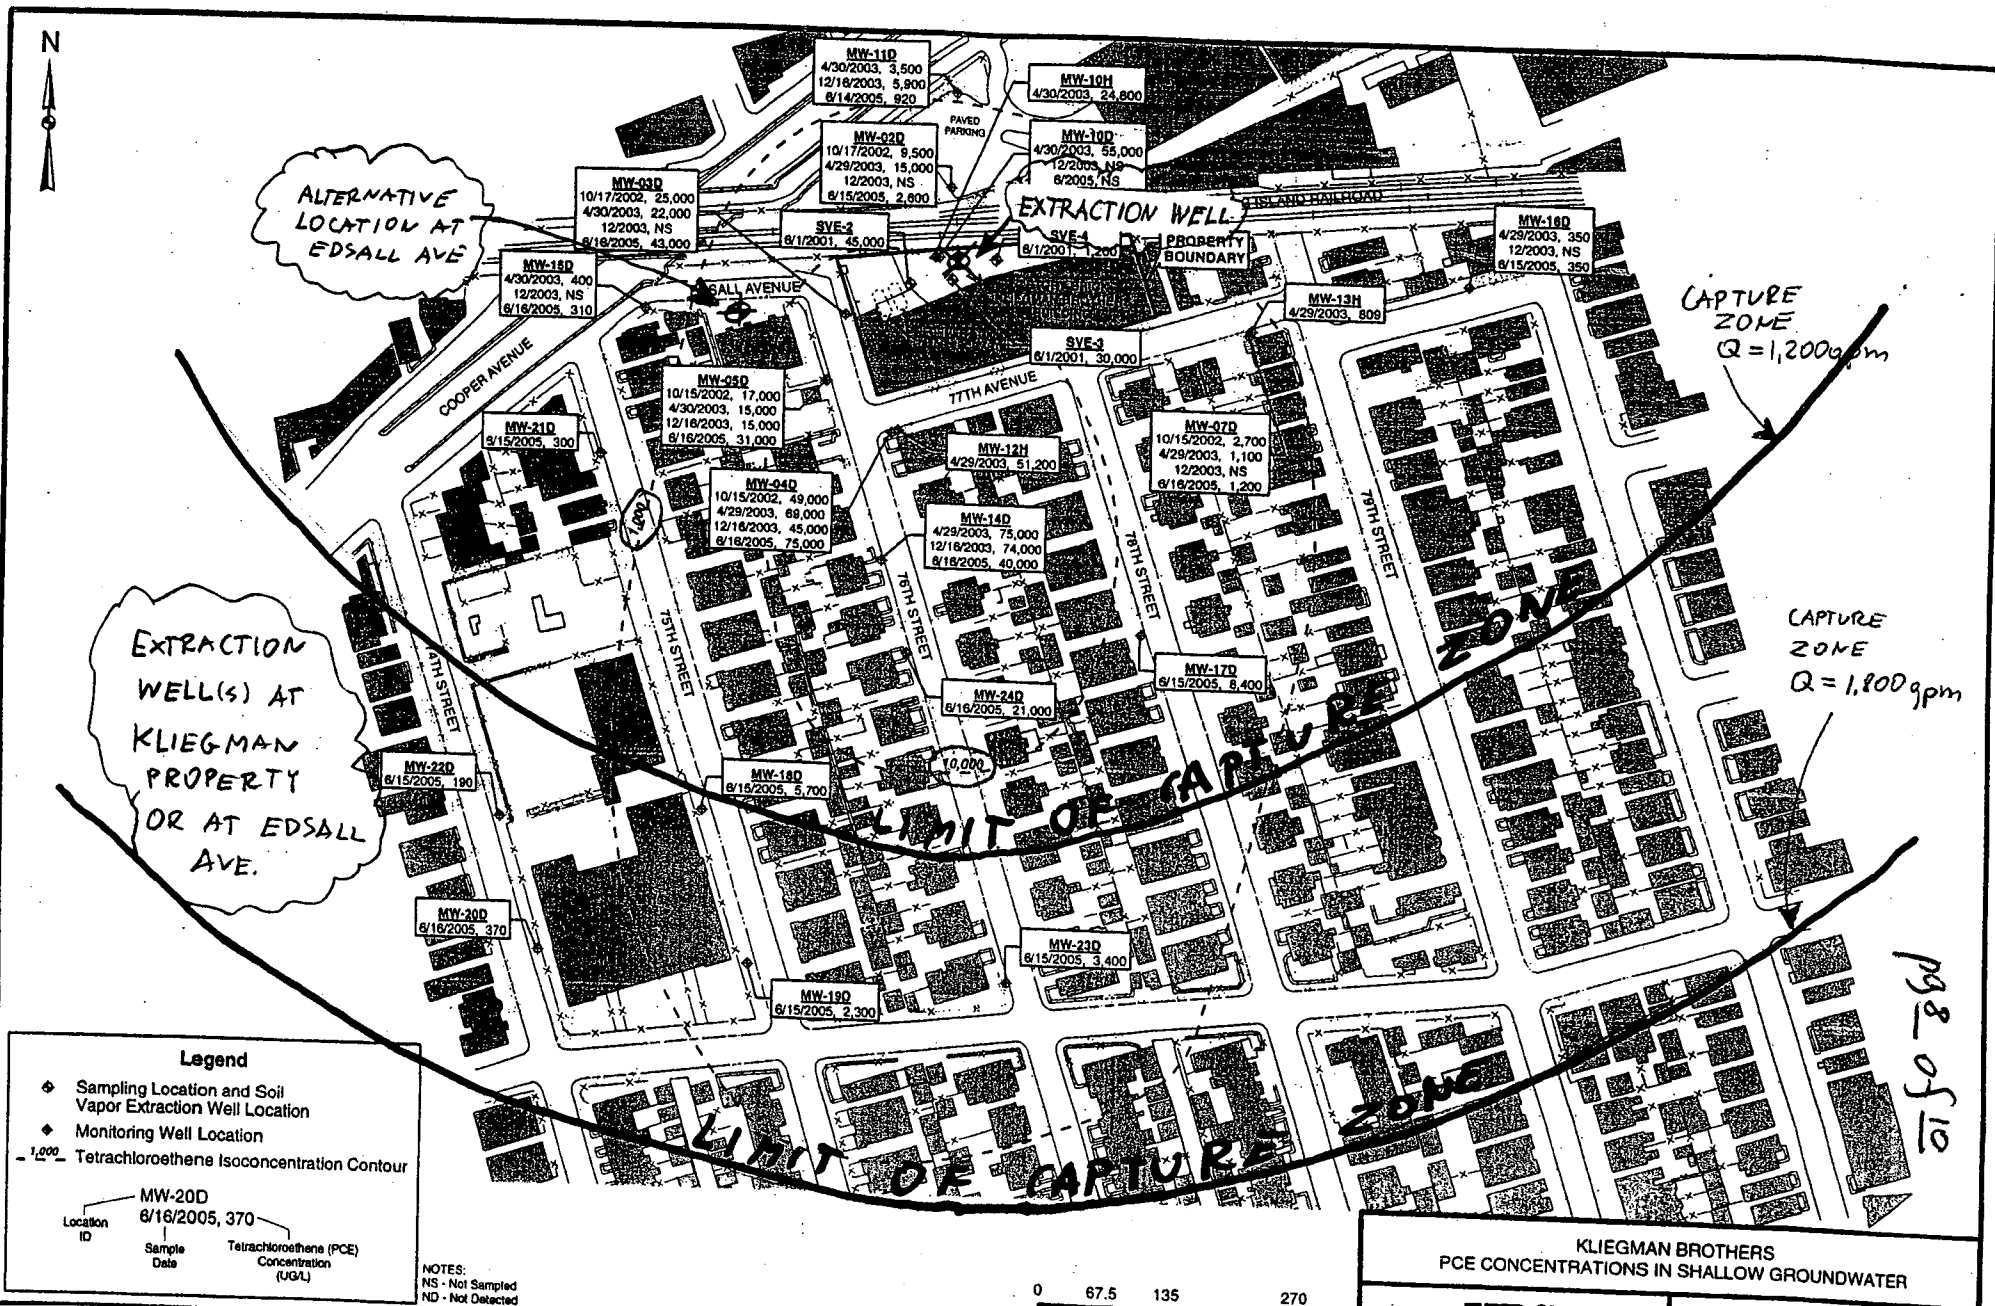 N
MW-11D
4/30/2003, 3,500
12/16/2003, 5,900
6/14/2005, 920
MW-10H
4/30/2003, 24,600
PAVED
PARKING
MW-02D
10/17/2002, 9,500
4/29/2003, 15,000
12/2003, NS
6/15/2005, 2,600
MW-10D
4/30/2003, 55,000
12/2003, NS
6/2005, NS
ALTERNATIVE
LOCATION AT
EDSALL AVE
MW-03D
10/17/2002, 25,000
4/30/2003, 22,000
12/2003, NS
6/16/2005, 43,000
EXTRACTION WELL
ISLAND RAILROAD
SVE-2
6/1/2001, 45,000
SVE-4
6/1/2001, 1,200
PROPERTY
BOUNDARY
MW-16D
4/29/2003, 350
12/2003, NS
6/15/2005, 350
MW-15D
4/30/2003, 400
12/2003, NS
6/16/2005, 310
SALL AVENUE
MW-13H
4/29/2003, 809
CAPTURE
ZONE
Q = 1,200 gpm
SVE-3
6/1/2001, 30,000
COOPER AVENUE
77TH AVENUE
MW-05D
10/15/2002, 17,000
4/30/2003, 15,000
12/16/2003, 15,000
6/16/2005, 31,000
MW-21D
6/15/2005, 300
MW-12H
4/29/2003, 51,200
MW-07D
10/15/2002, 2,700
4/29/2003, 1,100
12/2003, NS
6/16/2005, 1,200
MW-04D
10/15/2002, 49,000
4/29/2003, 69,000
12/16/2003, 45,000
6/16/2005, 75,000
1,000
MW-14D
4/29/2003, 75,000
12/16/2003, 74,000
6/16/2005, 40,000
79TH STREET
78TH STREET
76TH STREET
75TH STREET
74TH STREET
EXTRACTION
WELL(S) AT
KLIEGMAN
PROPERTY
OR AT EDSALL
AVE.
CAPTURE
ZONE
Q = 1,800 gpm
MW-17D
6/15/2005, 8,400
MW-24D
6/16/2005, 21,000
10,000
MW-22D
6/15/2005, 190
MW-18D
6/15/2005, 5,700
LIMIT OF CAPTURE ZONE
MW-20D
6/16/2005, 370
MW-23D
6/15/2005, 3,400
MW-19D
6/15/2005, 2,300
pg 8 of 10
LIMIT OF CAPTURE ZONE
Legend
Sampling Location and Soil
Vapor Extraction Well Location
Monitoring Well Location
1,000 Tetrachloroethene Isoconcentration Contour
MW-20D
6/16/2005, 370
Location
ID
Sample
Date
Tetrachloroethene (PCE)
Concentration
(UG/L)
NOTES:
NS - Not Sampled
ND - Not Detected
0 67.5 135 270
KLIEGMAN BROTHERS
PCE CONCENTRATIONS IN SHALLOW GROUNDWATER